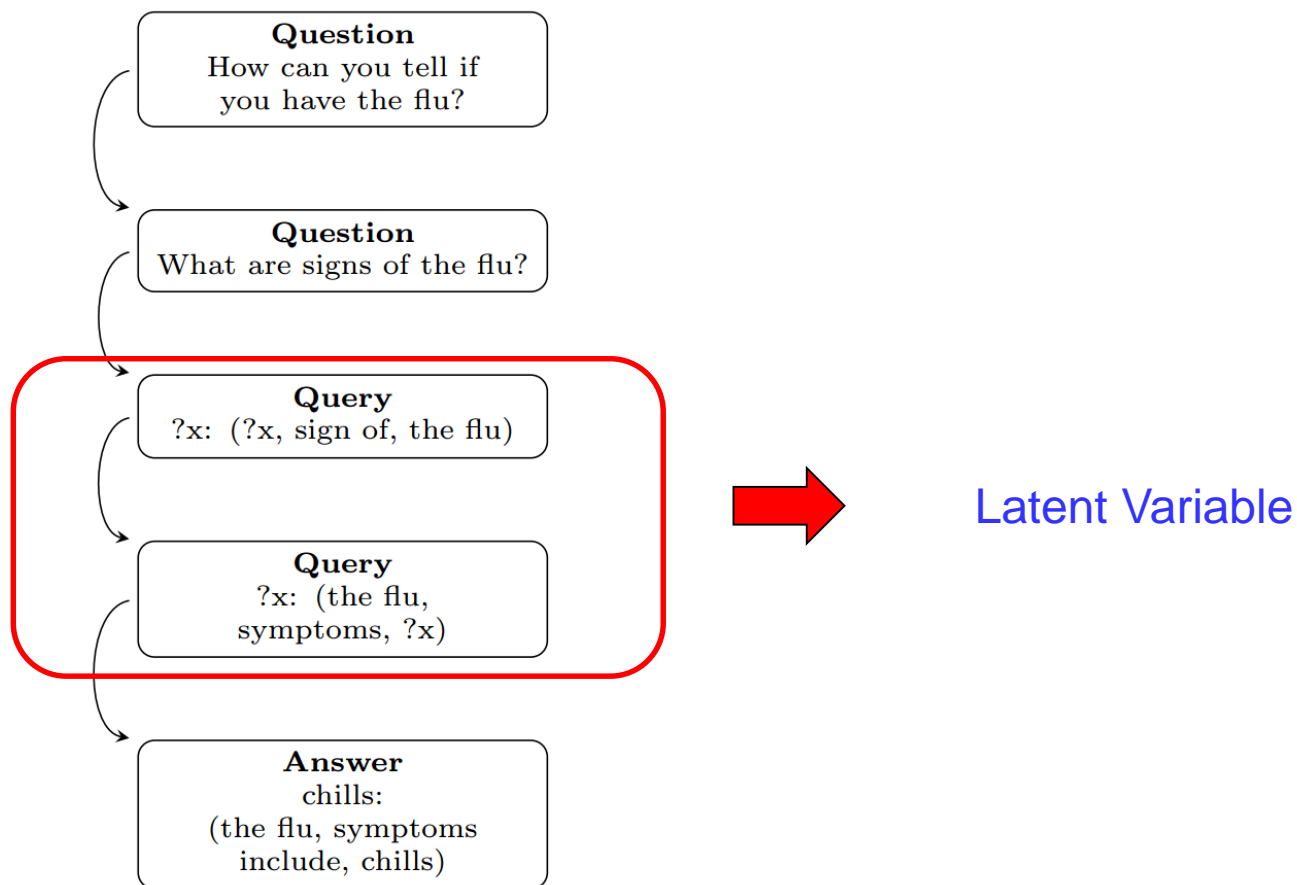 Question
How can you tell if
you have the flu?
Question
What are signs of the flu?
Query
?x: (?x, sign of, the flu)
Query
?x: (the flu,
symptoms, ?x)
Latent Variable
Answer
chills:
(the flu, symptoms
include, chills)